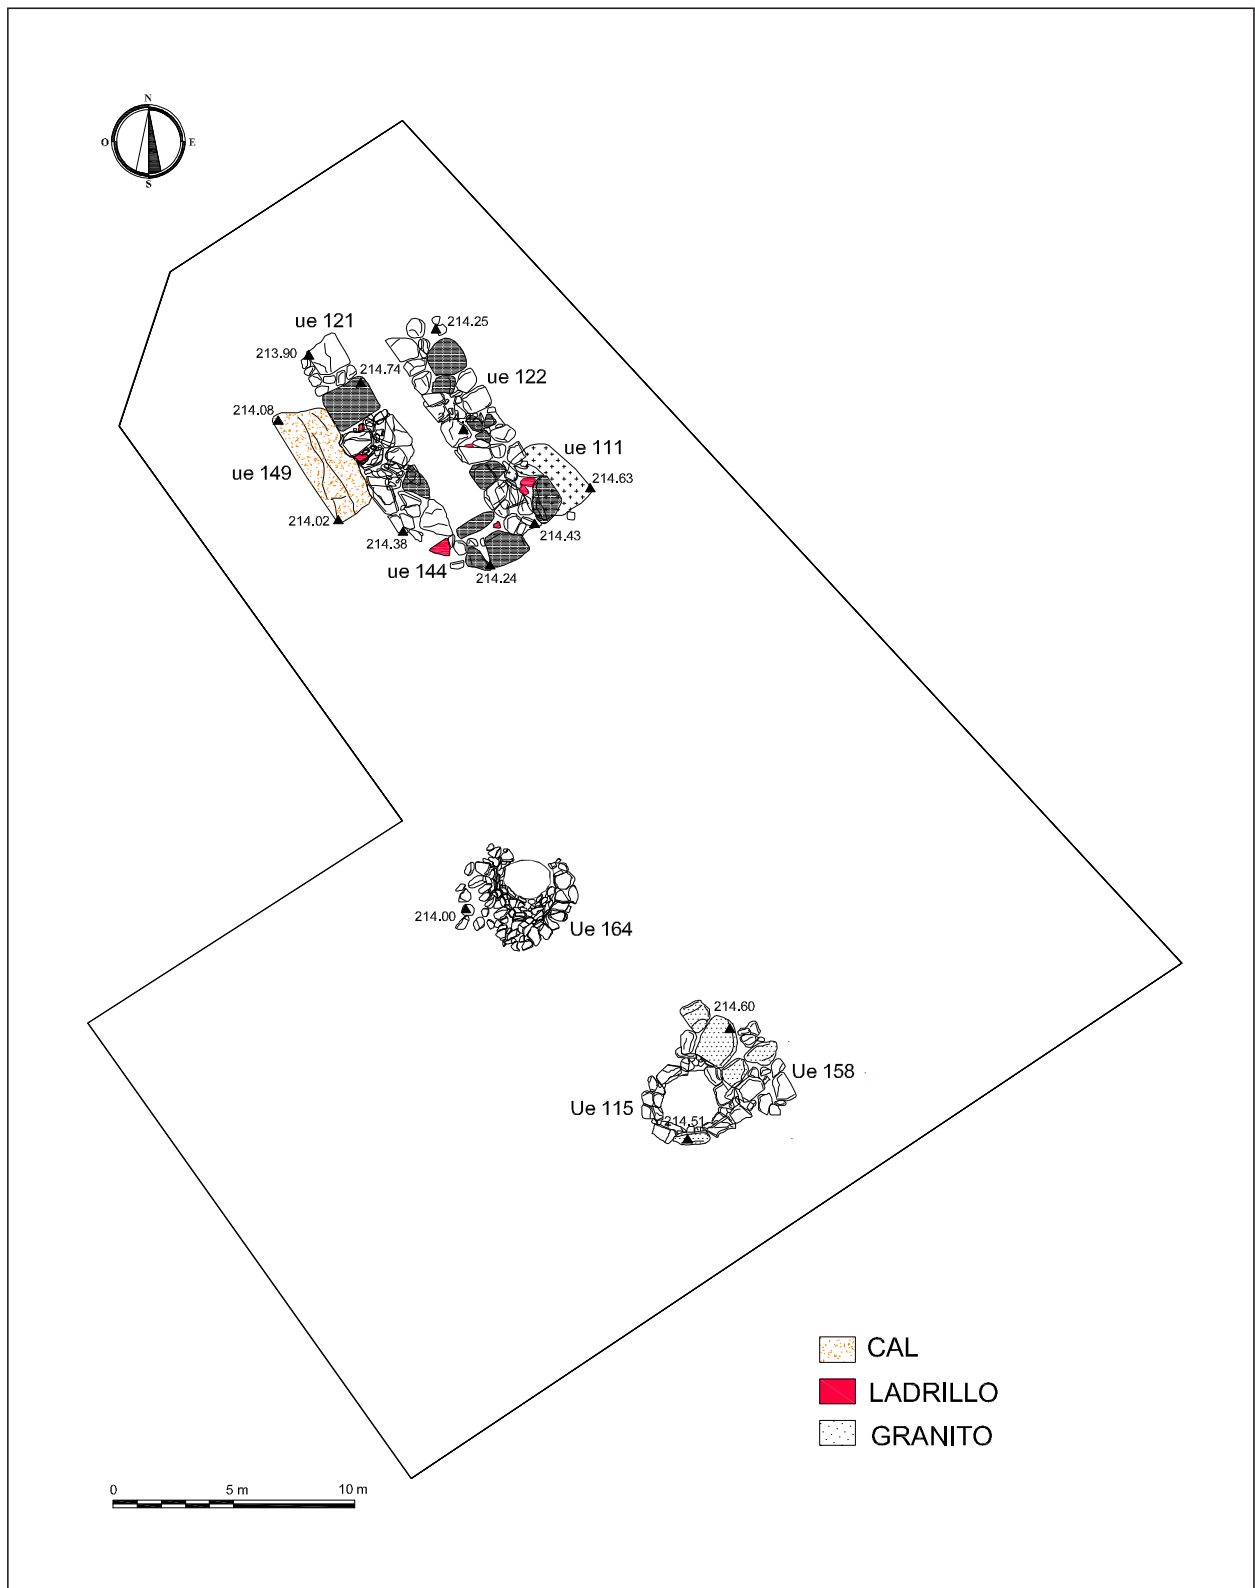 N
O E
S
ue 121
214.25
213.90
214.74
ue 122
214.08
ue 111
ue 149
214.63
214.02
214.38
214.43
ue 144
214.24
214.00
Ue 164
214.60
Ue 158
Ue 115
214.51
CAL
LADRILLO
GRANITO
0 5 m 10 m